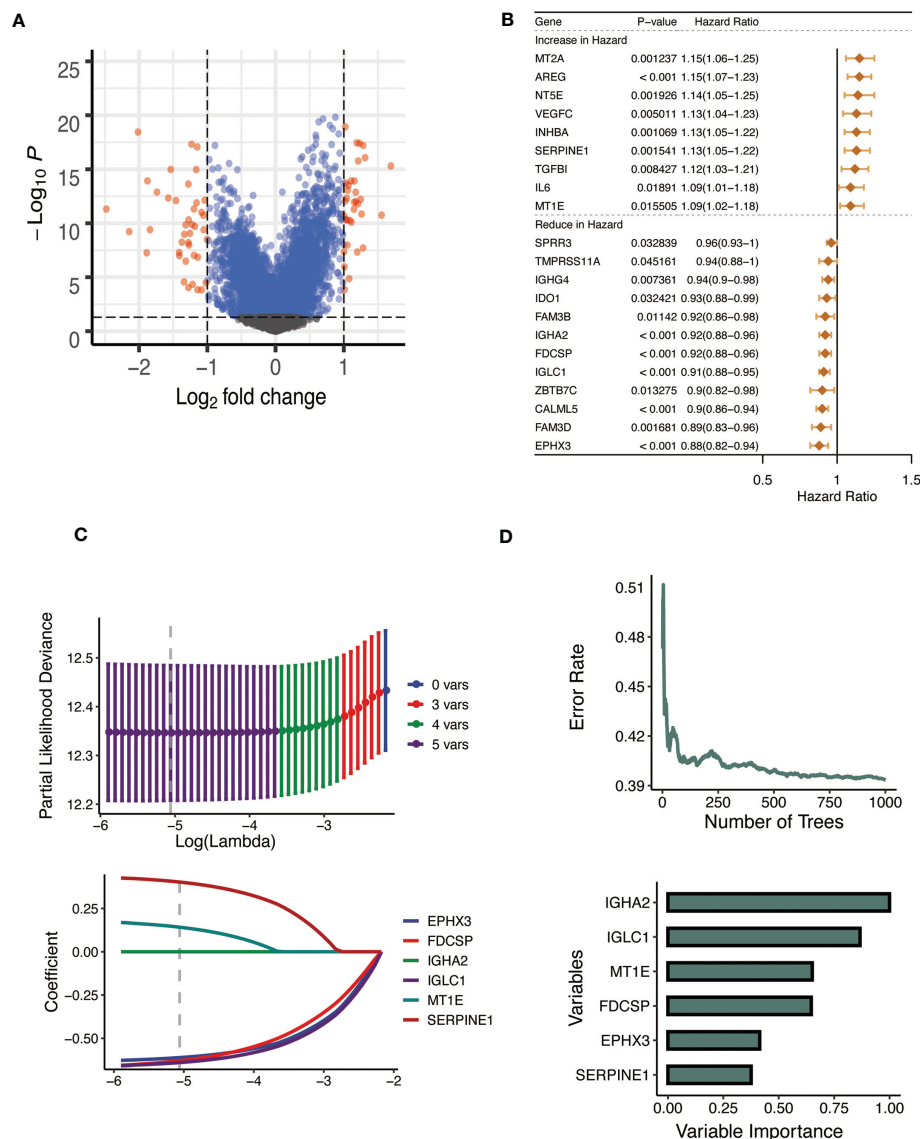 A
25
20
15
10
5
0
−Log10 P
−2 −1 0 1 2
Log2 fold change
B
Gene P−value Hazard Ratio
Increase in Hazard
MT2A 0.001237 1.15(1.06−1.25)
AREG < 0.001 1.15(1.07−1.23)
NT5E 0.001926 1.14(1.05−1.25)
VEGFC 0.005011 1.13(1.04−1.23)
INHBA 0.001069 1.13(1.05−1.22)
SERPINE1 0.001541 1.13(1.05−1.22)
TGFBI 0.008427 1.12(1.03−1.21)
IL6 0.01891 1.09(1.01−1.18)
MT1E 0.015505 1.09(1.02−1.18)
Reduce in Hazard
SPRR3 0.032839 0.96(0.93−1)
TMPRSS11A 0.045161 0.94(0.88−1)
IGHG4 0.007361 0.94(0.9−0.98)
IDO1 0.032421 0.93(0.88−0.99)
FAM3B 0.01142 0.92(0.86−0.98)
IGHA2 < 0.001 0.92(0.88−0.96)
FDCSP < 0.001 0.92(0.88−0.96)
IGLC1 < 0.001 0.91(0.88−0.95)
ZBTB7C 0.013275 0.9(0.82−0.98)
CALML5 < 0.001 0.9(0.86−0.94)
FAM3D 0.001681 0.89(0.83−0.96)
EPHX3 < 0.001 0.88(0.82−0.94)
0.5 1 1.5
Hazard Ratio
C
Partial Likelihood Deviance
12.5
12.4
12.3
12.2
−6 −5 −4 −3
Log(Lambda)
0 vars
3 vars
4 vars
5 vars
Coefficient
0.25
0.00
−0.25
−0.50
−6 −5 −4 −3 −2
EPHX3
FDCSP
IGHA2
IGLC1
MT1E
SERPINE1
D
Error Rate
0.51
0.48
0.45
0.42
0.39
0 250 500 750 1000
Number of Trees
Variables
IGHA2
IGLC1
MT1E
FDCSP
EPHX3
SERPINE1
0.00 0.25 0.50 0.75 1.00
Variable Importance